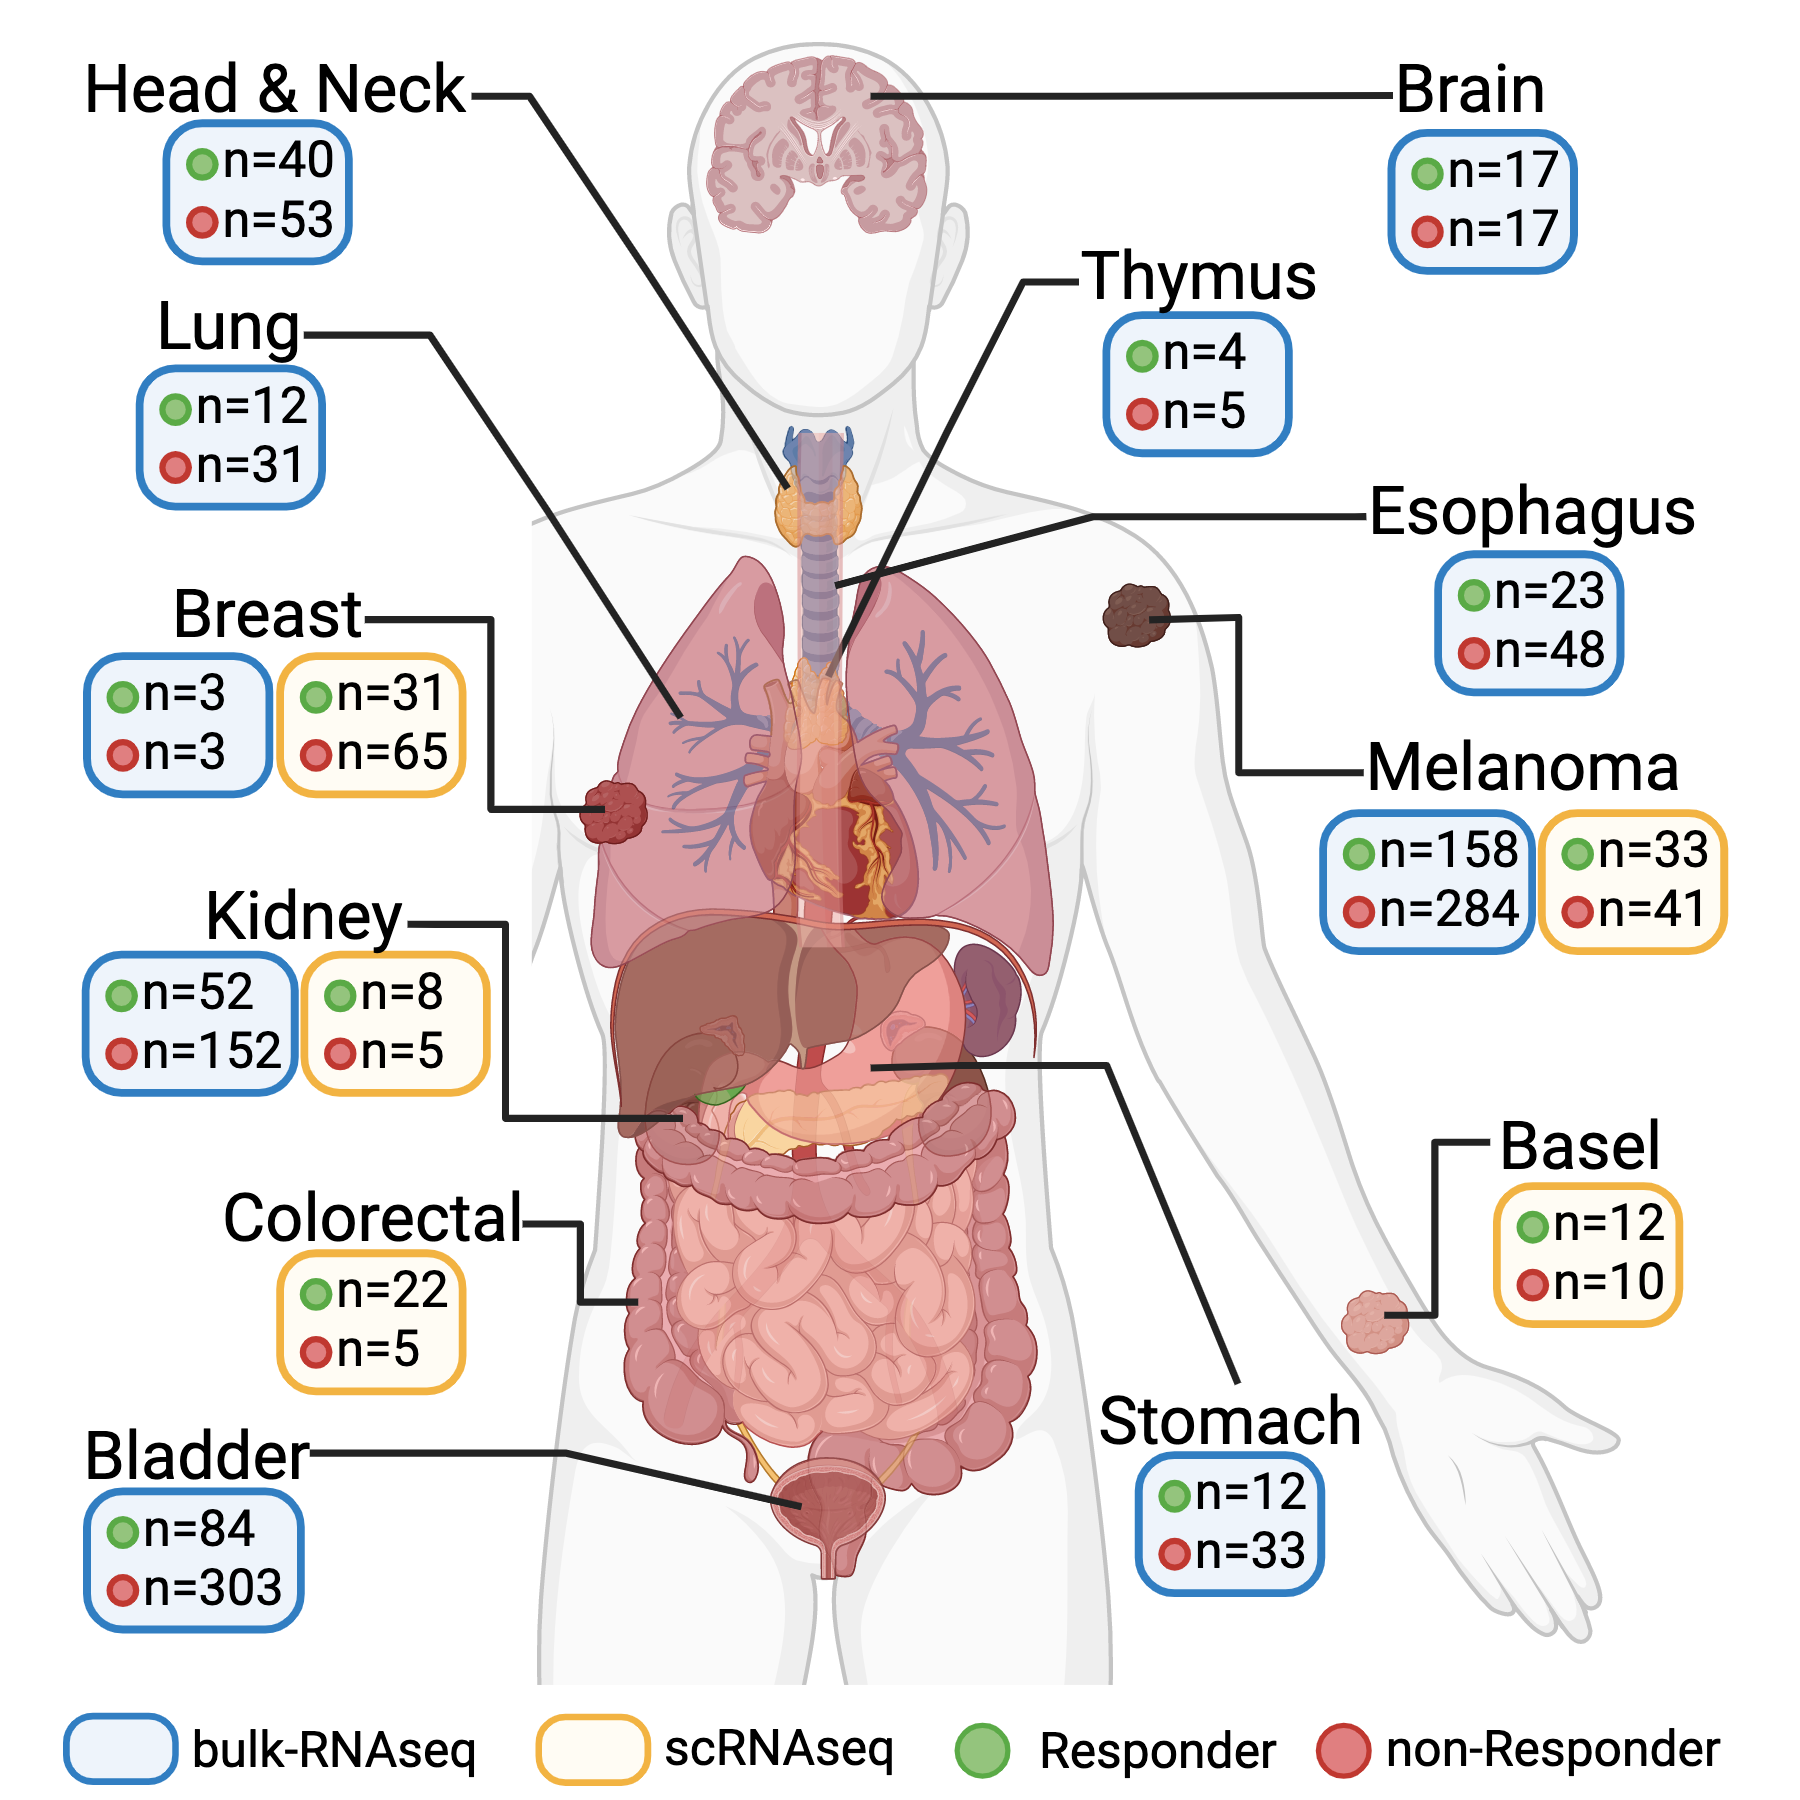 Head & Neck
n=40
n=53
Lung
n=12
n=31
Breast
n=3
n=3
n=31
n=65
Kidney
n=52
n=152
n=8
n=5
Colorectal
n=22
n=5
Bladder
n=84
n=303
Brain
n=17
n=17
Thymus
n=4
n=5
Esophagus
n=23
n=48
Melanoma
n=158
n=284
n=33
n=41
Basel
n=12
n=10
Stomach
n=12
n=33
bulk-RNAseq
scRNAseq
Responder
non-Responder